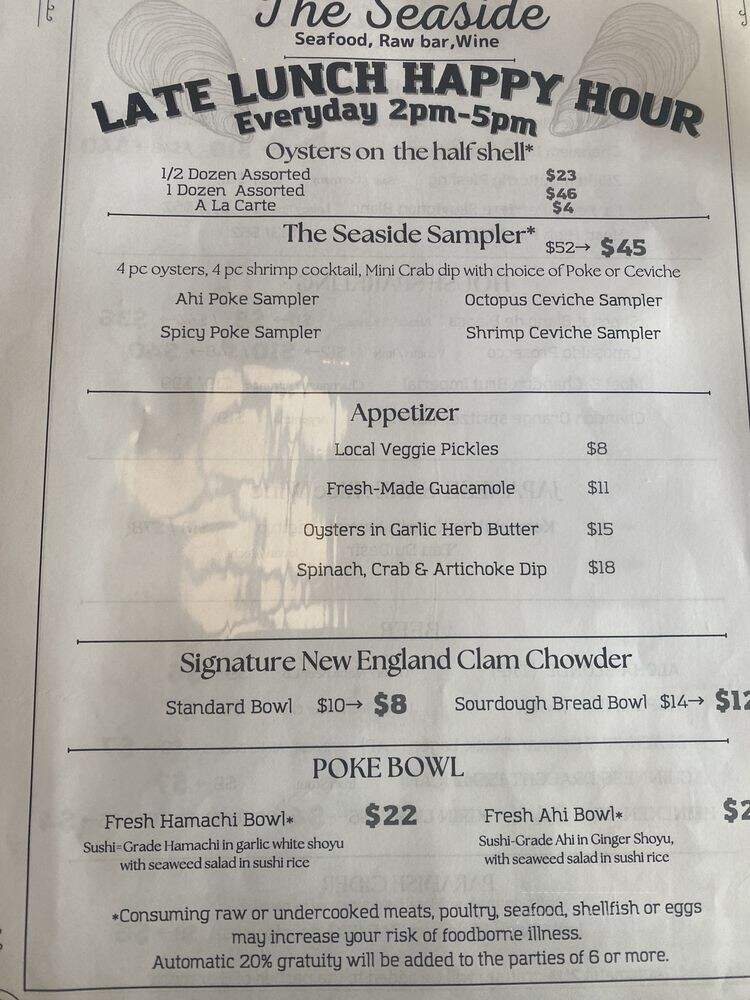 The Seaside
Seafood, Raw bar,Wine
LATE LUNCH HAPPY HOUR
Everyday 2pm-5pm
Oysters on the half shell*
1/2 Dozen Assorted $23
1 Dozen Assorted $46
A La Carte $4
The Seaside Sampler* $52→ $45
4 pc oysters, 4 pc shrimp cocktail, Mini Crab dip with choice of Poke or Ceviche
Ahi Poke Sampler Octopus Ceviche Sampler
Spicy Poke Sampler Shrimp Ceviche Sampler
Appetizer
Local Veggie Pickles $8
Fresh-Made Guacamole $11
Oysters in Garlic Herb Butter $15
Spinach, Crab & Artichoke Dip $18
Signature New England Clam Chowder
Standard Bowl $10→ $8 Sourdough Bread Bowl $14→ $12
POKE BOWL
Fresh Hamachi Bowl* $22 Fresh Ahi Bowl*
Sushi=Grade Hamachi in garlic white shoyu Sushi-Grade Ahi in Ginger Shoyu,
with seaweed salad in sushi rice with seaweed salad in sushi rice
*Consuming raw or undercooked meats, poultry, seafood, shellfish or eggs
may increase your risk of foodborne illness.
Automatic 20% gratuity will be added to the parties of 6 or more.